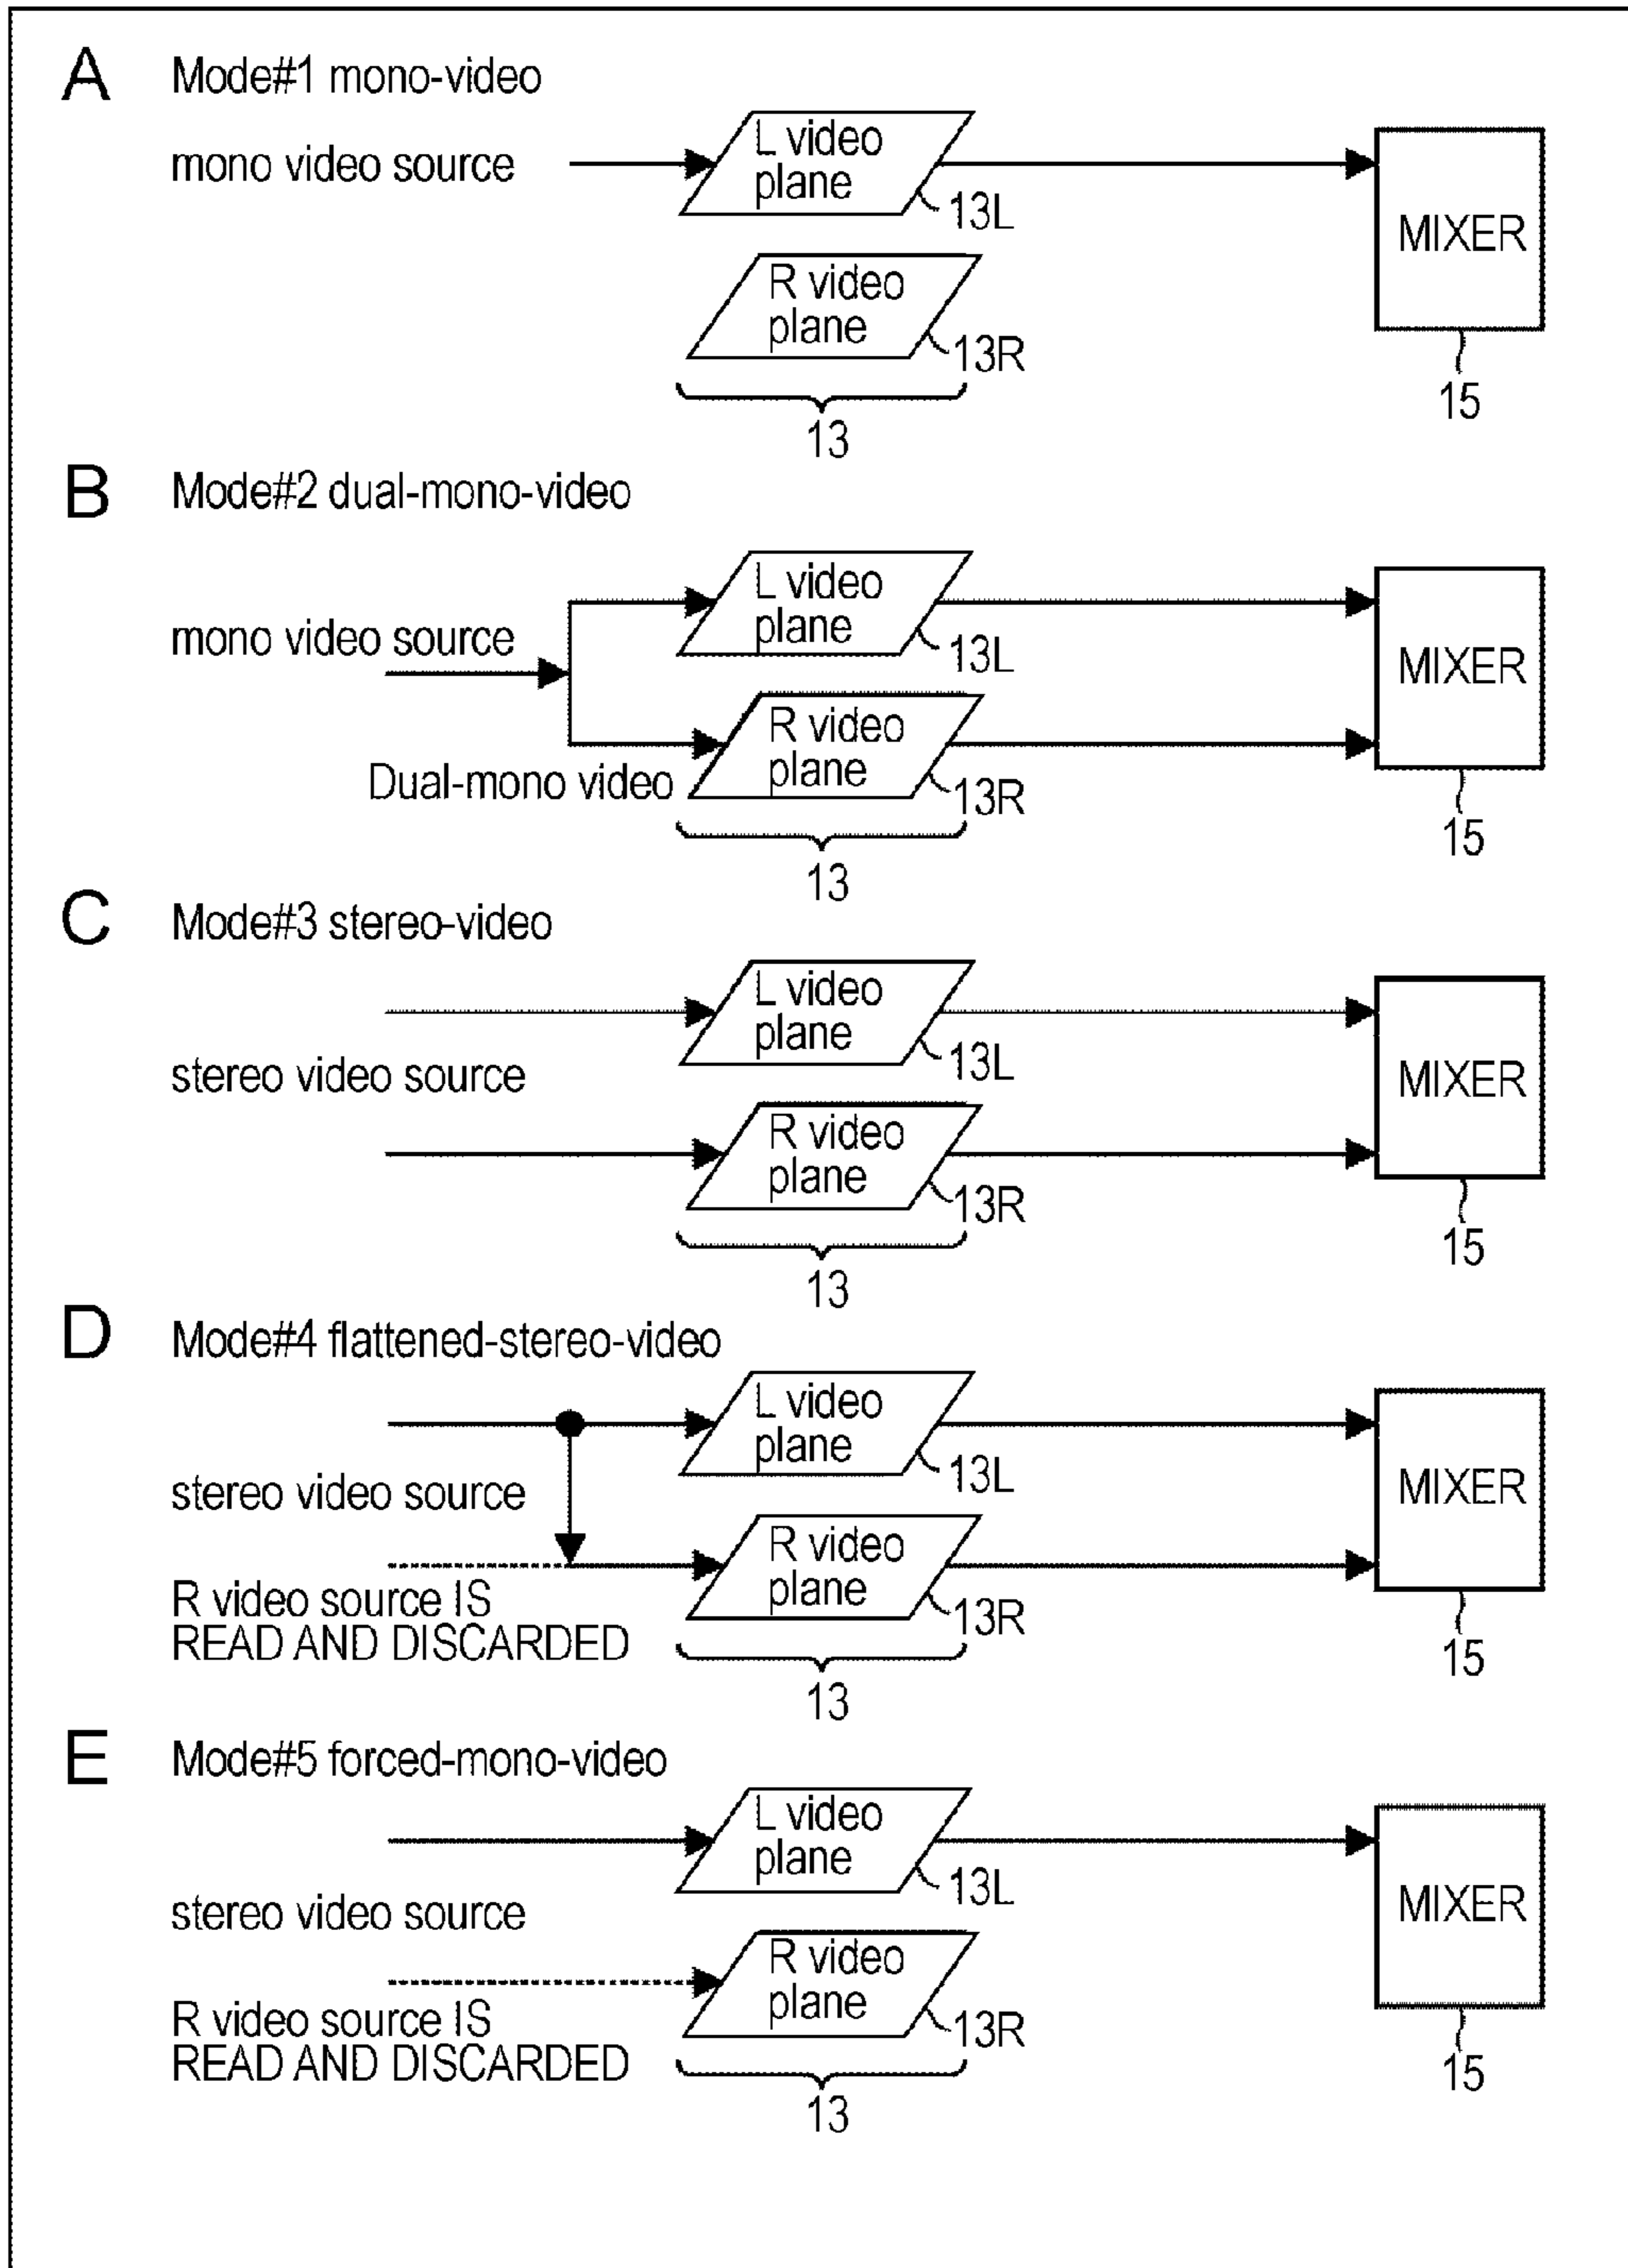 A Mode#1 mono-video
mono video source
L video
plane
13L
MIXER
R video
plane
13R
15
13
B Mode#2 dual-mono-video
mono video source
L video
plane
13L
MIXER
R video
plane
Dual-mono video
13R
15
13
C Mode#3 stereo-video
L video
plane
13L
stereo video source
MIXER
R video
plane
13R
15
13
D Mode#4 flattened-stereo-video
L video
plane
13L
stereo video source
MIXER
R video
plane
R video source IS
READ AND DISCARDED
13R
15
13
E Mode#5 forced-mono-video
L video
plane
13L
stereo video source
MIXER
R video
plane
R video source IS
READ AND DISCARDED
13R
15
13